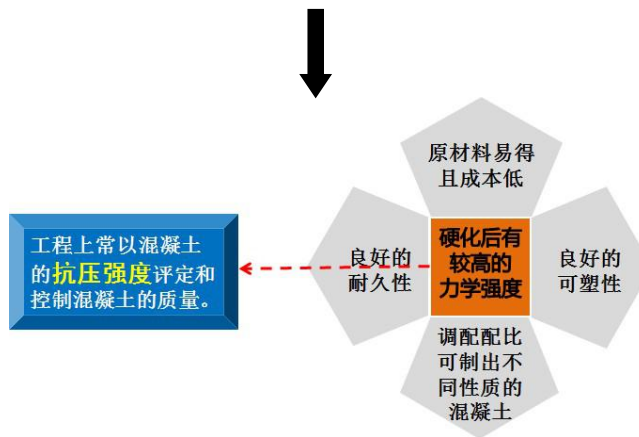 原材料易得
且成本低
工程上常以混凝土
的抗压强度评定和
控制混凝土的质量。
良好的
耐久性
硬化后有
较高的
力学强度
良好的
可塑性
调配配比
可制出不
同性质的
混凝土